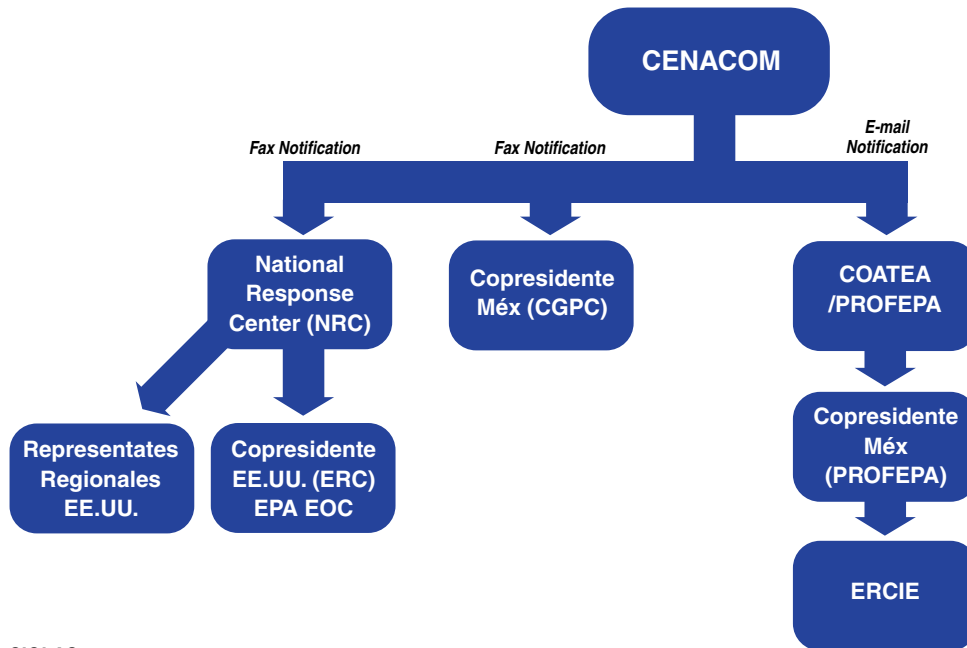 CENACOM
Fax Notification
Fax Notification
E-mail
Notification
National
Response
Center (NRC)
Copresidente
Méx (CGPC)
COATEA
/PROFEPA
Representates
Regionales
EE.UU.
Copresidente
EE.UU. (ERC)
EPA EOC
Copresidente
Méx
(PROFEPA)
ERCIE